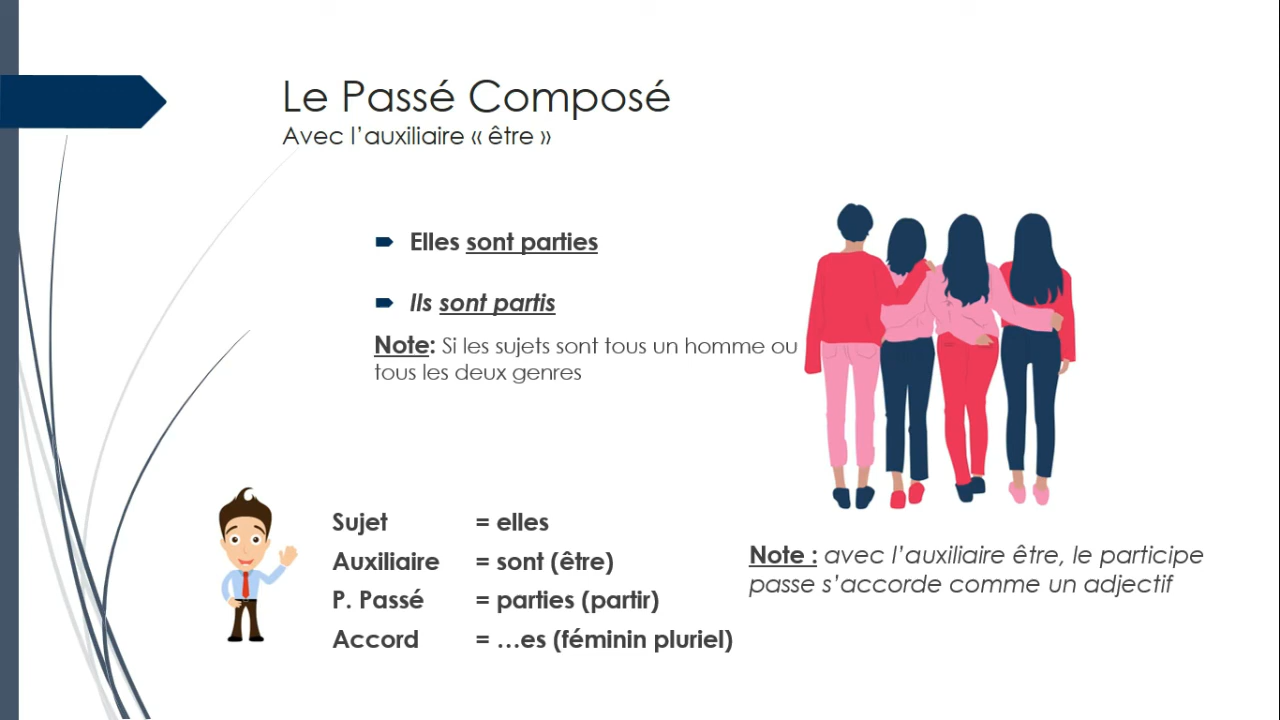 Le Passé Composé
Avec l’auxiliaire « être »
Elles sont parties
Ils sont partis
Note: Si les sujets sont tous un homme ou
tous les deux genres
Sujet = elles
Auxiliaire = sont (être)
P. Passé = parties (partir)
Accord = …es (féminin pluriel)
Note : avec l’auxiliaire être, le participe
passe s’accorde comme un adjectif